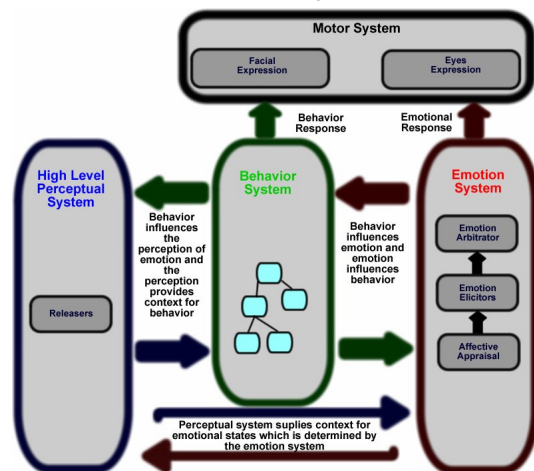 Motor System
Facial
Expression
Eyes
Expression
Behavior
Response
Emotional
Response
High Level
Perceptual
System
Releasers
Behavior
influences
the
perception of
emotion and
the
perception
provides
context for
behavior
Behavior
System
Behavior
influences
emotion and
emotion
influences
behavior
Emotion
System
Emotion
Arbitrator
Emotion
Elicitors
Affective
Appraisal
Perceptual system suplies context for
emotional states which is determined by
the emotion system